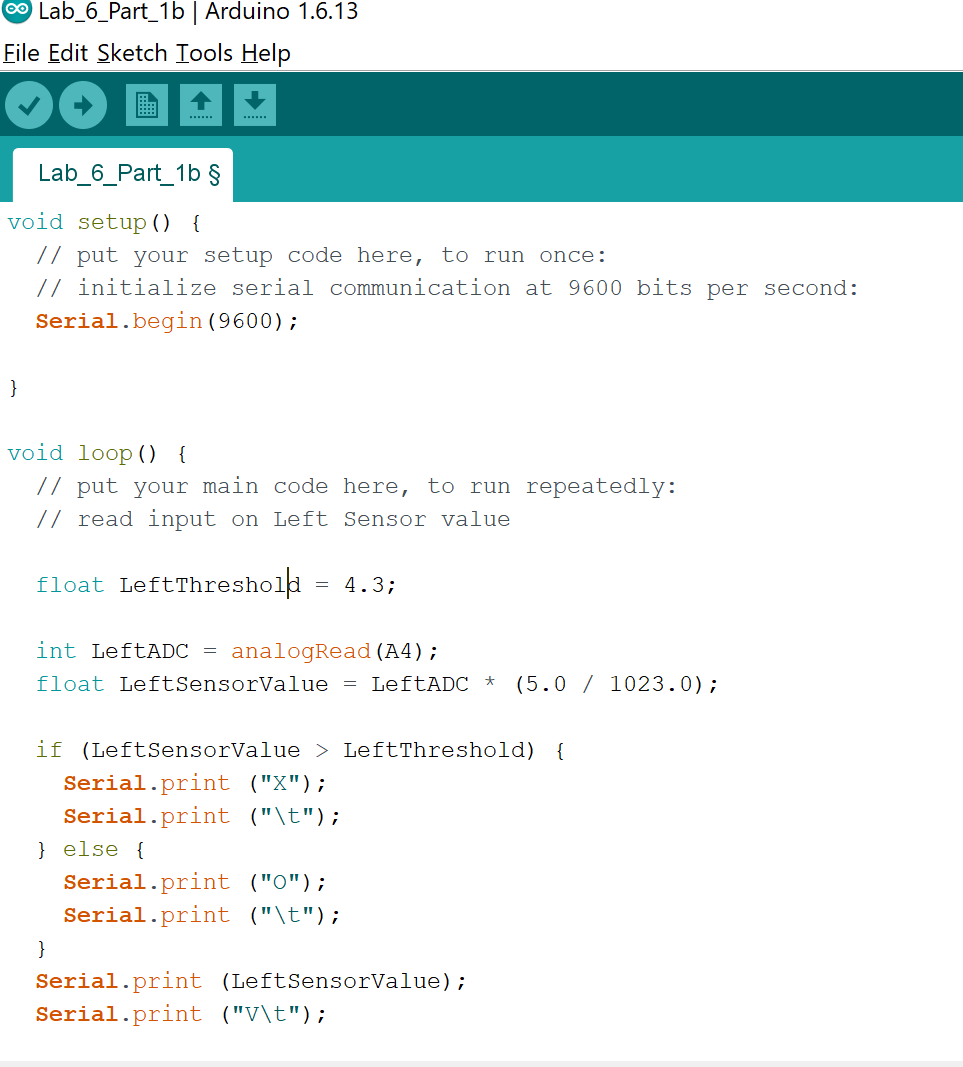 Lab_6_Part_1b | Arduino 1.6.13
File Edit Sketch Tools Help
Lab_6_Part_1b §
void setup() {
  // put your setup code here, to run once:
  // initialize serial communication at 9600 bits per second:
  Serial.begin(9600);
}
void loop() {
  // put your main code here, to run repeatedly:
  // read input on Left Sensor value
  float LeftThreshold = 4.3;
  int LeftADC = analogRead(A4);
  float LeftSensorValue = LeftADC * (5.0 / 1023.0);
  if (LeftSensorValue > LeftThreshold) {
    Serial.print ("X");
    Serial.print ("\t");
  } else {
    Serial.print ("O");
    Serial.print ("\t");
  }
  Serial.print (LeftSensorValue);
  Serial.print ("V\t");